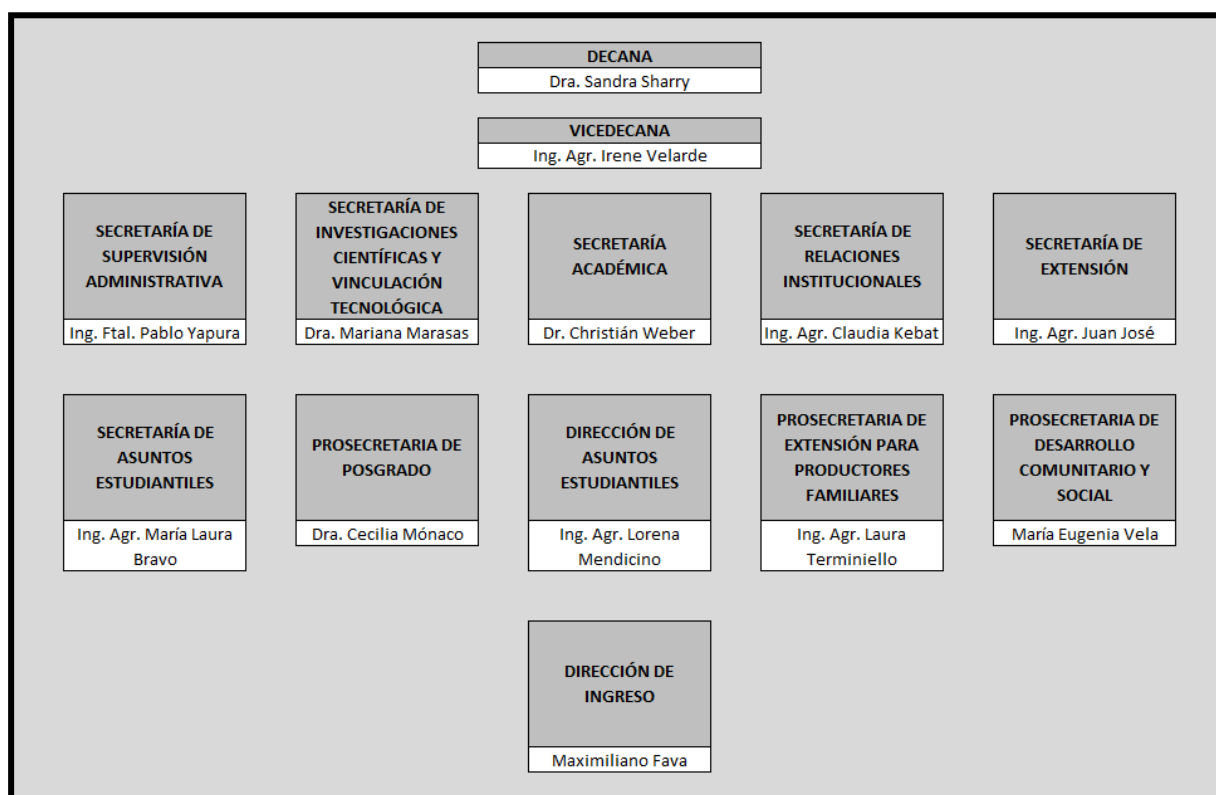 DECANA
Dra. Sandra Sharry
VICEDECANA
Ing. Agr. Irene Velarde
SECRETARÍA DE
SUPERVISIÓN
ADMINISTRATIVA
Ing. Ftal. Pablo Yapura
SECRETARÍA DE
INVESTIGACIONES
CIENTÍFICAS Y
VINCULACIÓN
TECNOLÓGICA
Dra. Mariana Marasas
SECRETARÍA
ACADÉMICA
Dr. Christián Weber
SECRETARÍA DE
RELACIONES
INSTITUCIONALES
Ing. Agr. Claudia Kebat
SECRETARÍA DE
EXTENSIÓN
Ing. Agr. Juan José
SECRETARÍA DE
ASUNTOS
ESTUDIANTILES
Ing. Agr. María Laura
Bravo
PROSECRETARIA DE
POSGRADO
Dra. Cecilia Mónaco
DIRECCIÓN DE
ASUNTOS
ESTUDIANTILES
Ing. Agr. Lorena
Mendicino
PROSECRETARIA DE
EXTENSIÓN PARA
PRODUCTORES
FAMILIARES
Ing. Agr. Laura
Terminiello
PROSECRETARIA DE
DESARROLLO
COMUNITARIO Y
SOCIAL
María Eugenia Vela
DIRECCIÓN DE
INGRESO
Maximiliano Fava